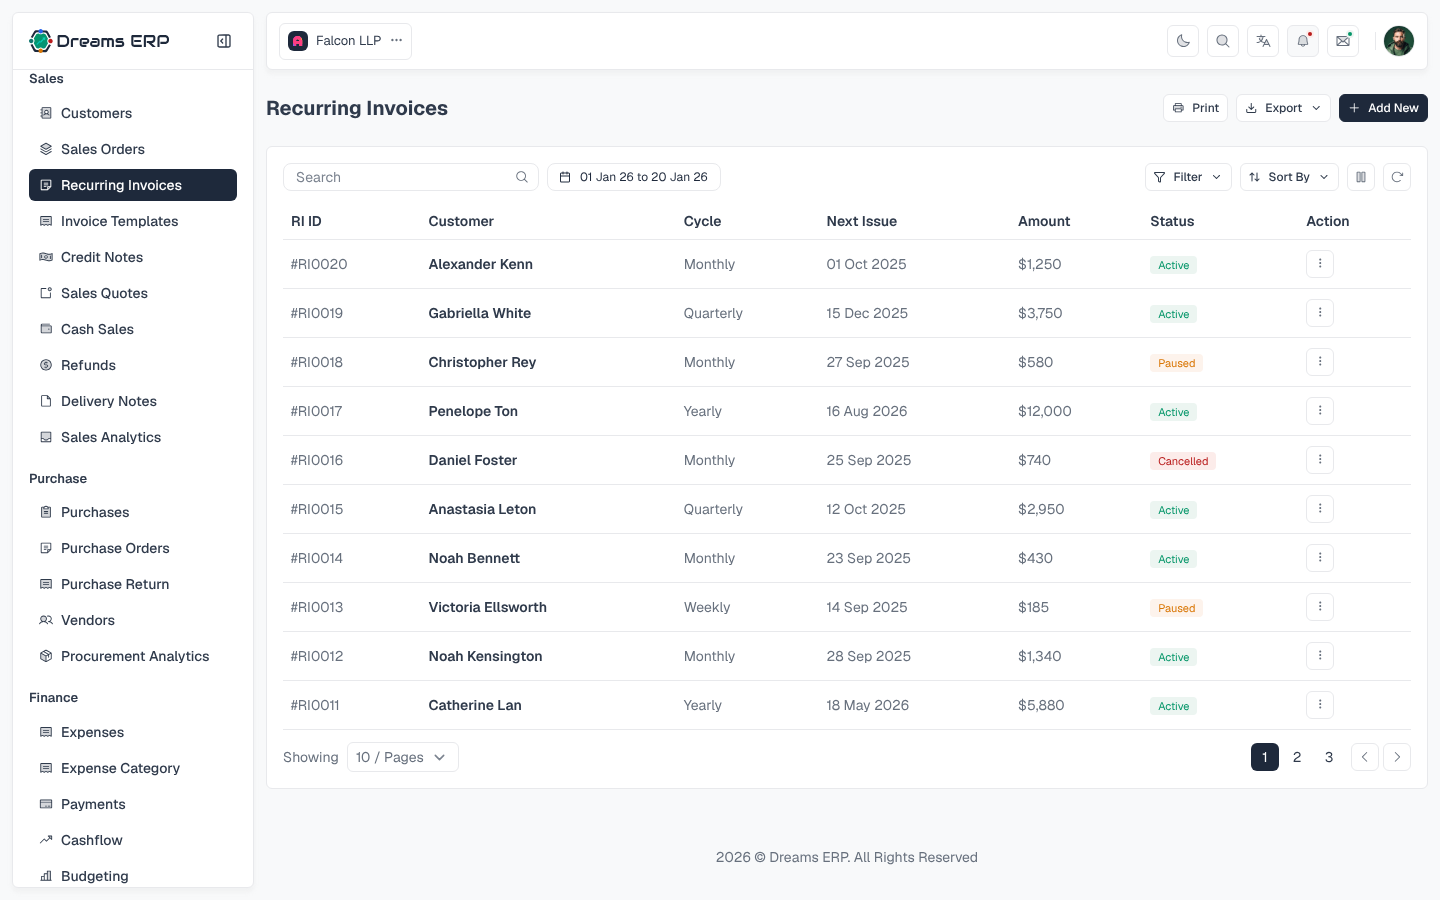 Dreams ERP
Falcon LLP
Sales
Customers
Sales Orders
Recurring Invoices
Invoice Templates
Credit Notes
Sales Quotes
Cash Sales
Refunds
Delivery Notes
Sales Analytics
Purchase
Purchases
Purchase Orders
Purchase Return
Vendors
Procurement Analytics
Finance
Expenses
Expense Category
Payments
Cashflow
Budgeting
Recurring Invoices
Print Export Add New
Search 01 Jan 26 to 20 Jan 26 Filter Sort By
RI ID Customer Cycle Next Issue Amount Status Action
#RI0020 Alexander Kenn Monthly 01 Oct 2025 $1,250 Active
#RI0019 Gabriella White Quarterly 15 Dec 2025 $3,750 Active
#RI0018 Christopher Rey Monthly 27 Sep 2025 $580 Paused
#RI0017 Penelope Ton Yearly 16 Aug 2026 $12,000 Active
#RI0016 Daniel Foster Monthly 25 Sep 2025 $740 Cancelled
#RI0015 Anastasia Leton Quarterly 12 Oct 2025 $2,950 Active
#RI0014 Noah Bennett Monthly 23 Sep 2025 $430 Active
#RI0013 Victoria Ellsworth Weekly 14 Sep 2025 $185 Paused
#RI0012 Noah Kensington Monthly 28 Sep 2025 $1,340 Active
#RI0011 Catherine Lan Yearly 18 May 2026 $5,880 Active
Showing 10 / Pages 1 2 3
2026 © Dreams ERP. All Rights Reserved